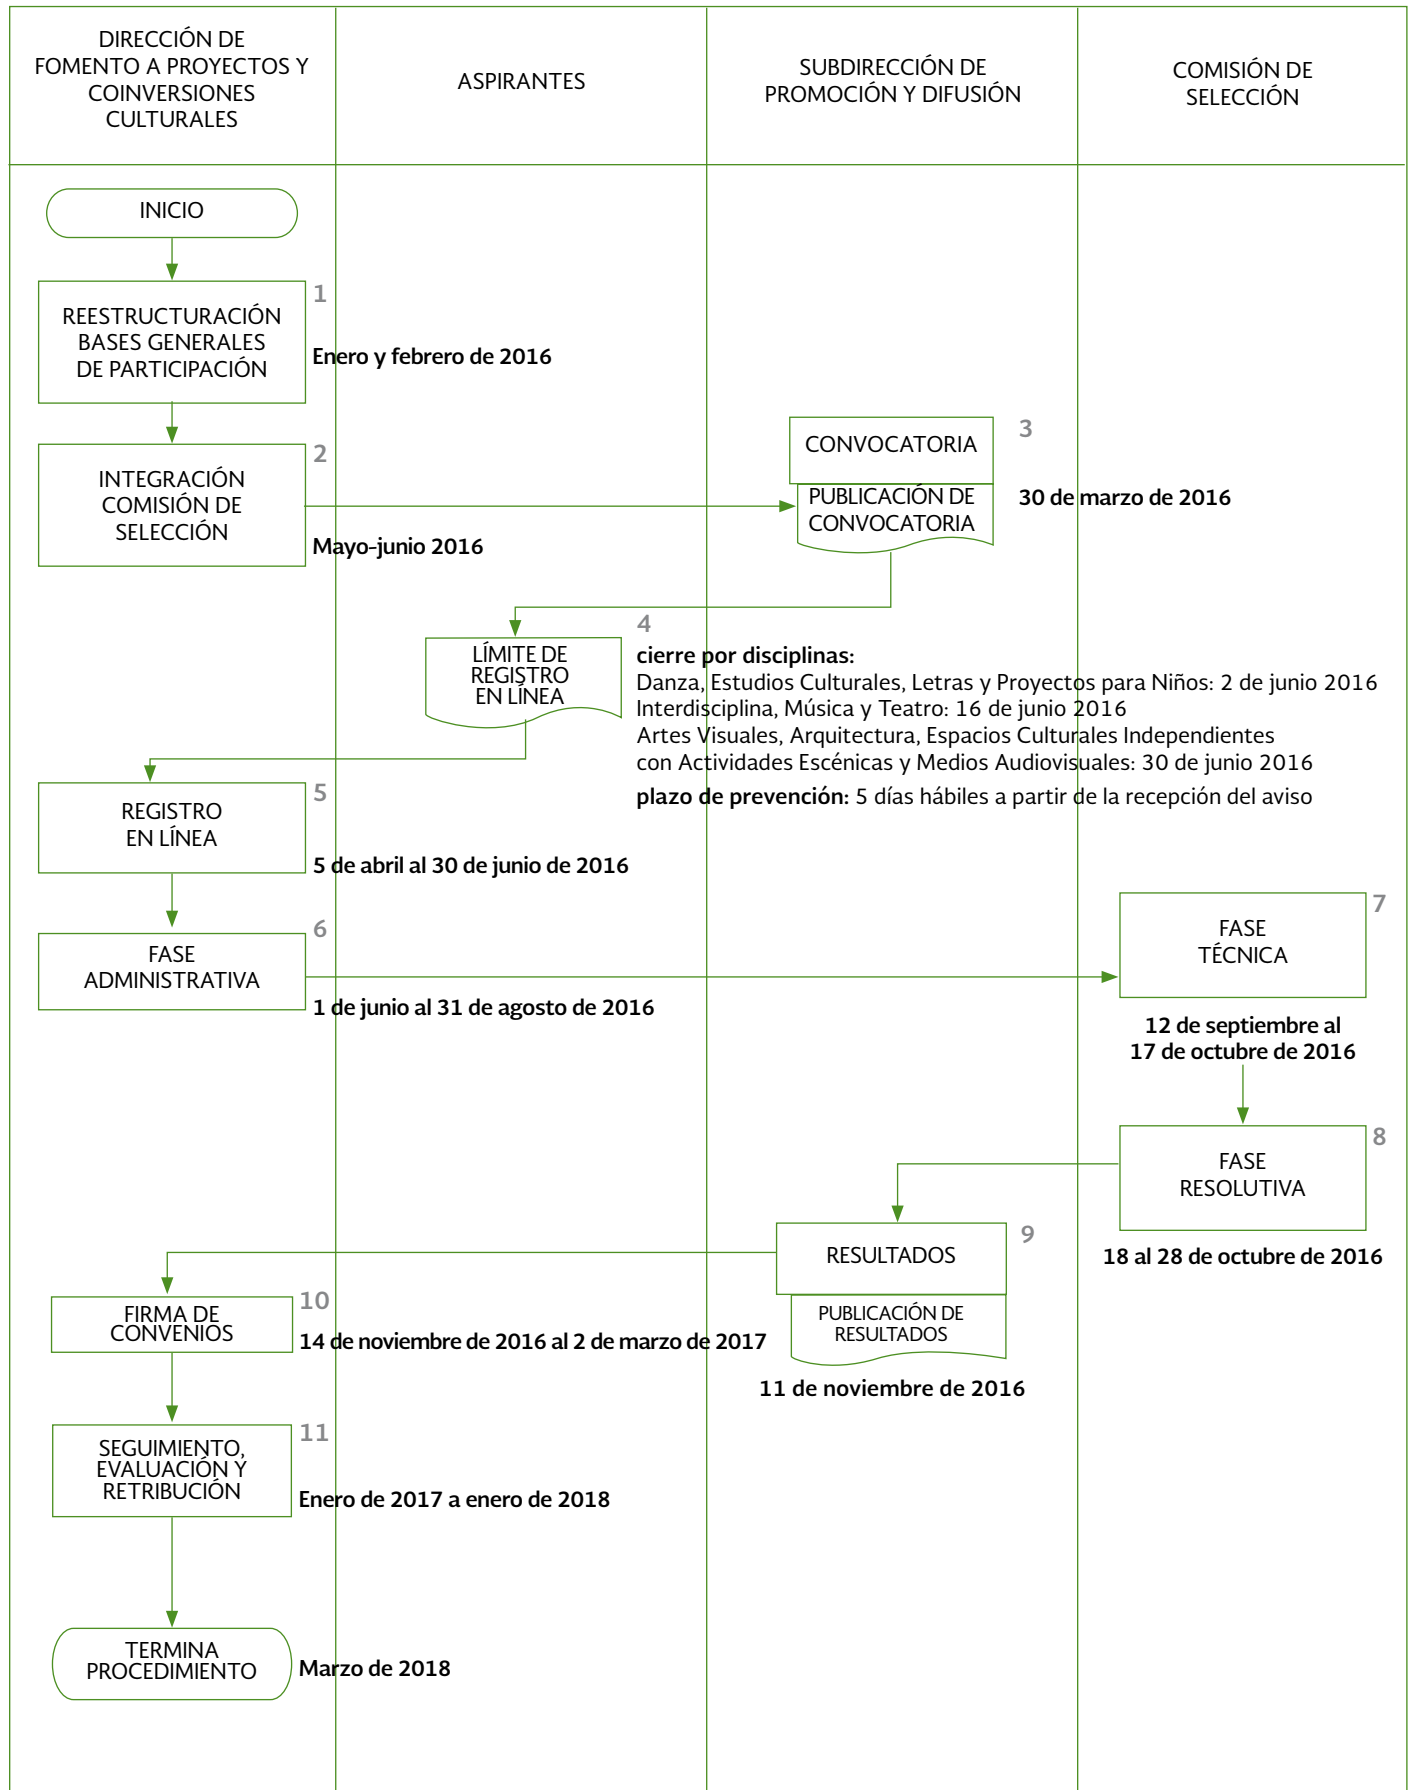 DIRECCIÓN DE
FOMENTO A PROYECTOS Y
COINVERSIONES
CULTURALES
ASPIRANTES
SUBDIRECCIÓN DE
PROMOCIÓN Y DIFUSIÓN
COMISIÓN DE
SELECCIÓN
INICIO
1
REESTRUCTURACIÓN
BASES GENERALES
DE PARTICIPACIÓN
Enero y febrero de 2016
2
INTEGRACIÓN
COMISIÓN DE
SELECCIÓN
Mayo-junio 2016
3
CONVOCATORIA
PUBLICACIÓN DE
CONVOCATORIA
30 de marzo de 2016
4
LÍMITE DE
REGISTRO
EN LÍNEA
cierre por disciplinas:
Danza, Estudios Culturales, Letras y Proyectos para Niños: 2 de junio 2016
Interdisciplina, Música y Teatro: 16 de junio 2016
Artes Visuales, Arquitectura, Espacios Culturales Independientes
con Actividades Escénicas y Medios Audiovisuales: 30 de junio 2016
plazo de prevención: 5 días hábiles a partir de la recepción del aviso
5
REGISTRO
EN LÍNEA
5 de abril al 30 de junio de 2016
6
FASE
ADMINISTRATIVA
1 de junio al 31 de agosto de 2016
7
FASE
TÉCNICA
12 de septiembre al
17 de octubre de 2016
8
FASE
RESOLUTIVA
18 al 28 de octubre de 2016
9
RESULTADOS
PUBLICACIÓN DE
RESULTADOS
11 de noviembre de 2016
10
FIRMA DE
CONVENIOS
14 de noviembre de 2016 al 2 de marzo de 2017
11
SEGUIMIENTO,
EVALUACIÓN Y
RETRIBUCIÓN
Enero de 2017 a enero de 2018
TERMINA
PROCEDIMIENTO
Marzo de 2018